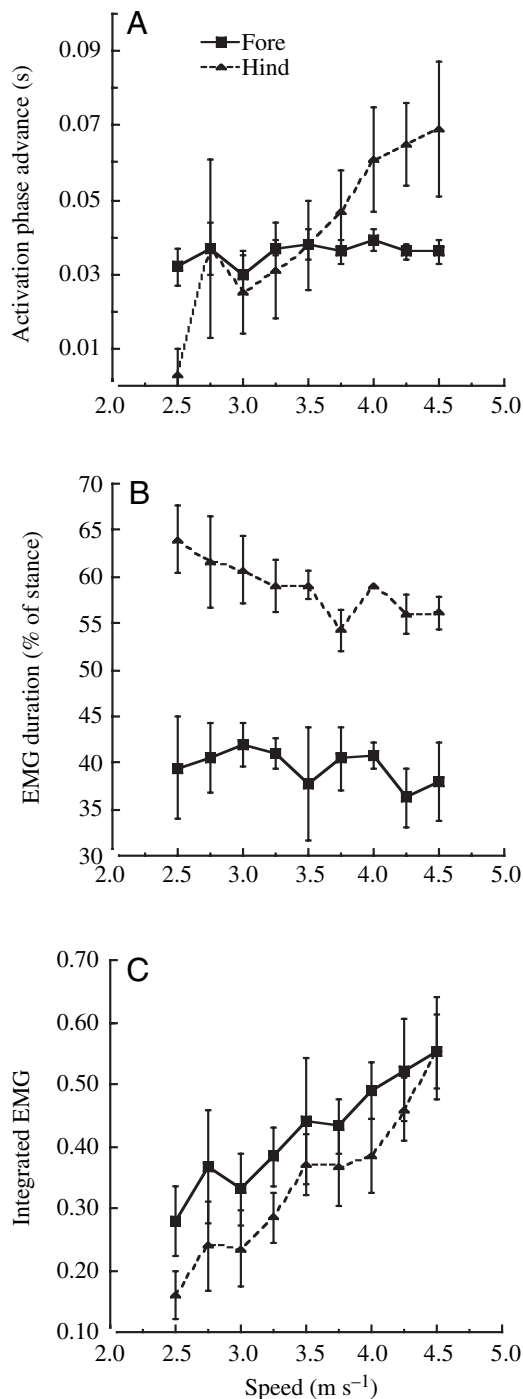 A
Fore
Hind
Activation phase advance (s)
0.09
0.07
0.05
0.03
0.01
2.0 2.5 3.0 3.5 4.0 4.5 5.0
B
EMG duration (% of stance)
70
65
60
55
50
45
40
35
30
2.0 2.5 3.0 3.5 4.0 4.5 5.0
C
Integrated EMG
0.70
0.60
0.50
0.40
0.30
0.20
0.10
2.0 2.5 3.0 3.5 4.0 4.5 5.0
Speed (m s⁻¹)